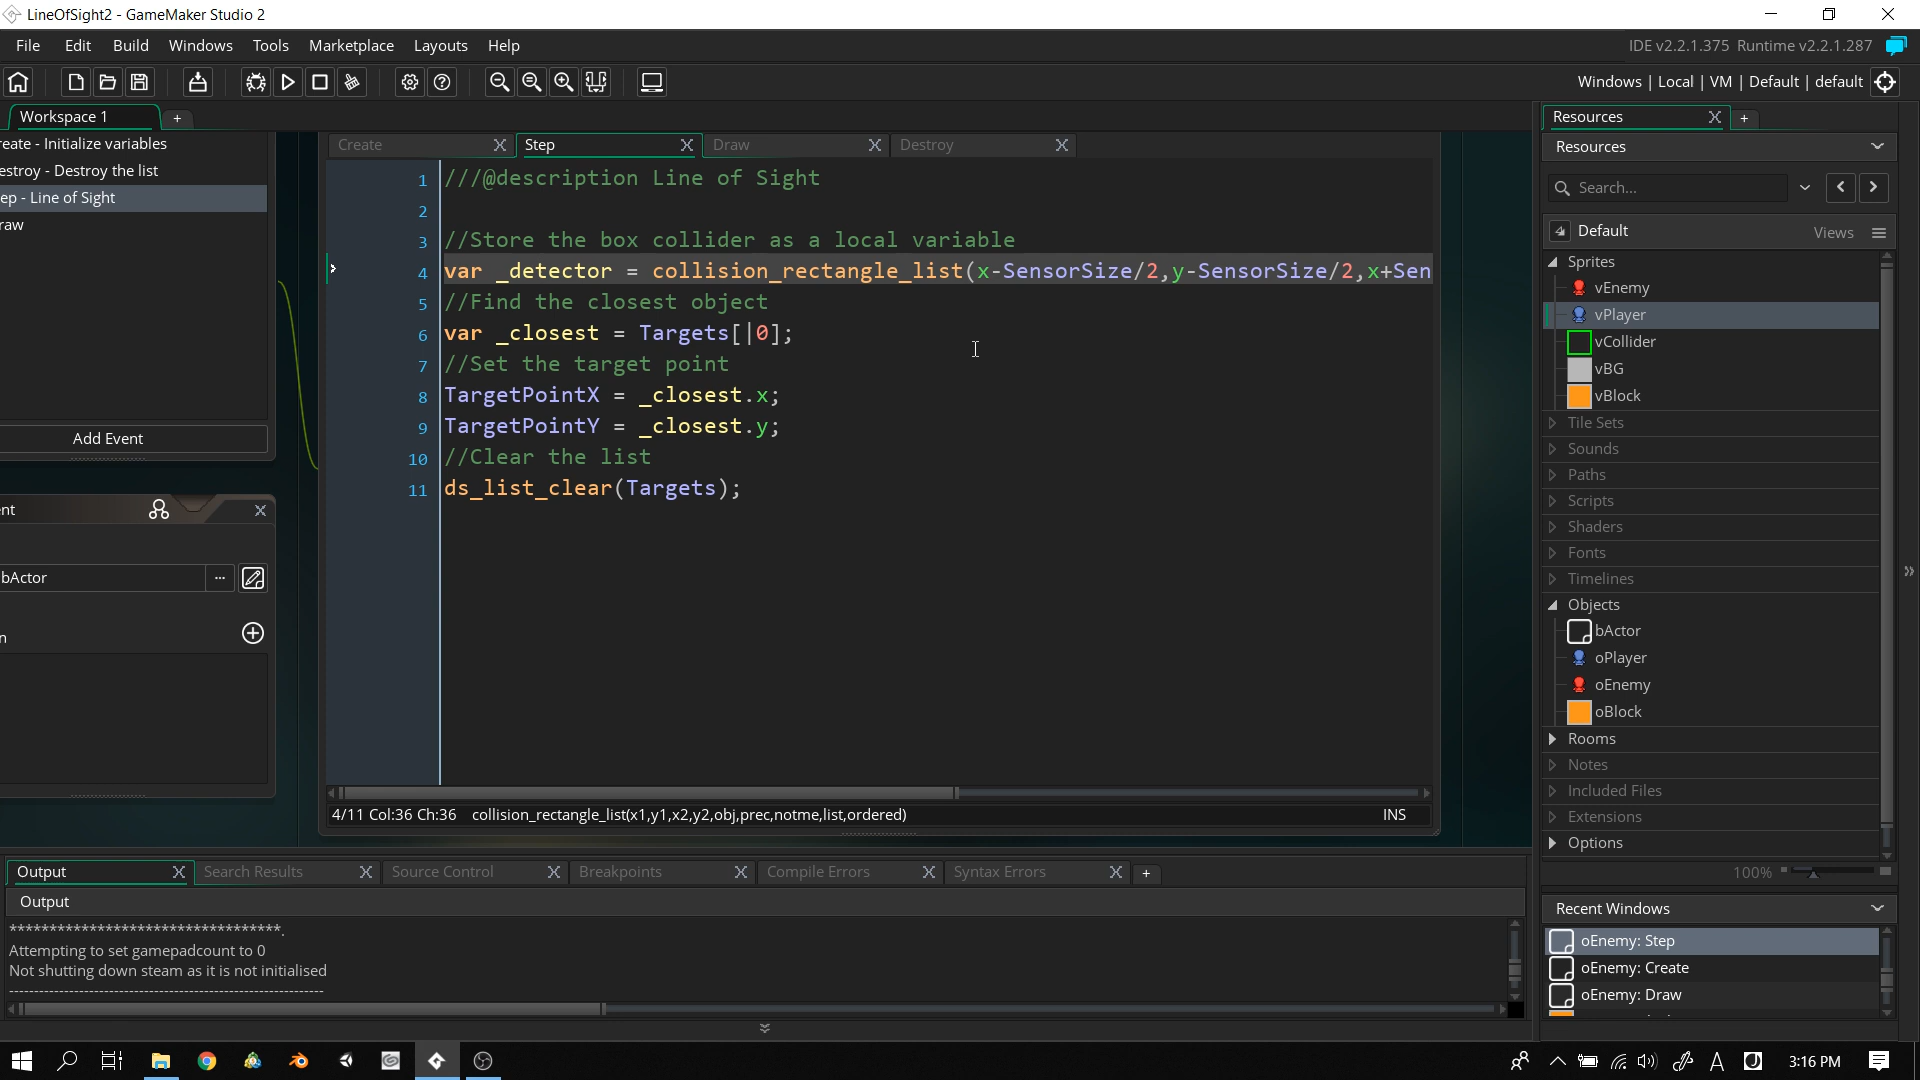 LineOfSight2 - GameMaker Studio 2
File Edit Build Windows Tools Marketplace Layouts Help
IDE v2.2.1.375 Runtime v2.2.1.287
Windows | Local | VM | Default | default
Workspace 1
+
reate - Initialize variables
estroy - Destroy the list
ep - Line of Sight
raw
Add Event
nt
bActor
...
n
Create
Step
Draw
Destroy
1 ///@description Line of Sight
2
3 //Store the box collider as a local variable
4 var _detector = collision_rectangle_list(x-SensorSize/2,y-SensorSize/2,x+Sen
5 //Find the closest object
6 var _closest = Targets[|0];
7 //Set the target point
8 TargetPointX = _closest.x;
9 TargetPointY = _closest.y;
10 //Clear the list
11 ds_list_clear(Targets);
4/11 Col:36 Ch:36 collision_rectangle_list(x1,y1,x2,y2,obj,prec,notme,list,ordered)
INS
Output
Search Results
Source Control
Breakpoints
Compile Errors
Syntax Errors
+
Output
**********************************.
Attempting to set gamepadcount to 0
Not shutting down steam as it is not initialised
Resources
+
Resources
Search...
Default
Views
Sprites
vEnemy
vPlayer
vCollider
vBG
vBlock
Tile Sets
Sounds
Paths
Scripts
Shaders
Fonts
Timelines
Objects
bActor
oPlayer
oEnemy
oBlock
Rooms
Notes
Included Files
Extensions
Options
100%
Recent Windows
oEnemy: Step
oEnemy: Create
oEnemy: Draw
3:16 PM